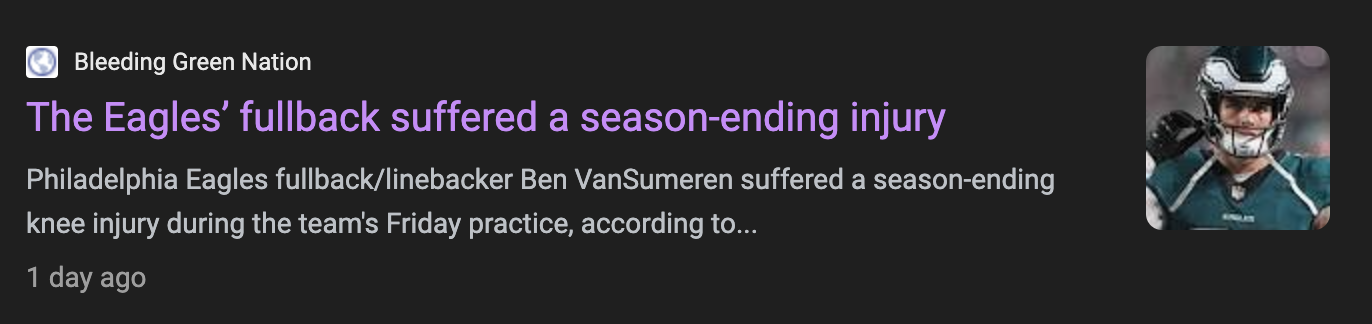 Bleeding Green Nation
The Eagles’ fullback suffered a season-ending injury
Philadelphia Eagles fullback/linebacker Ben VanSumeren suffered a season-ending
knee injury during the team's Friday practice, according to...
1 day ago